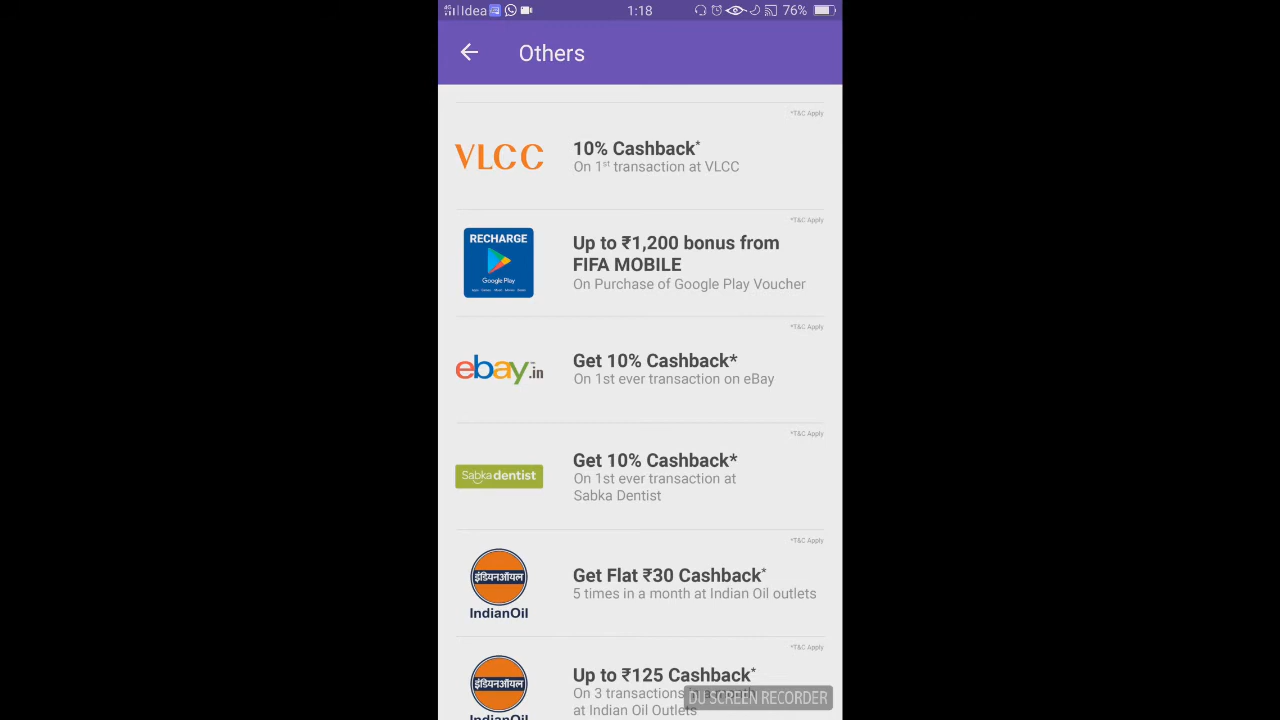 Idea 1:18 76%
Others
*T&C Apply
VLCC
10% Cashback*
On 1st transaction at VLCC
*T&C Apply
RECHARGE
Google Play
Up to ₹1,200 bonus from
FIFA MOBILE
On Purchase of Google Play Voucher
*T&C Apply
ebay.in
Get 10% Cashback*
On 1st ever transaction on eBay
*T&C Apply
Sabka dentist
Get 10% Cashback*
On 1st ever transaction at
Sabka Dentist
*T&C Apply
इंडियनऑयल
IndianOil
Get Flat ₹30 Cashback*
5 times in a month at Indian Oil outlets
*T&C Apply
इंडियनऑयल
IndianOil
Up to ₹125 Cashback*
On 3 transactions
at Indian Oil Outlets
DU SCREEN RECORDER